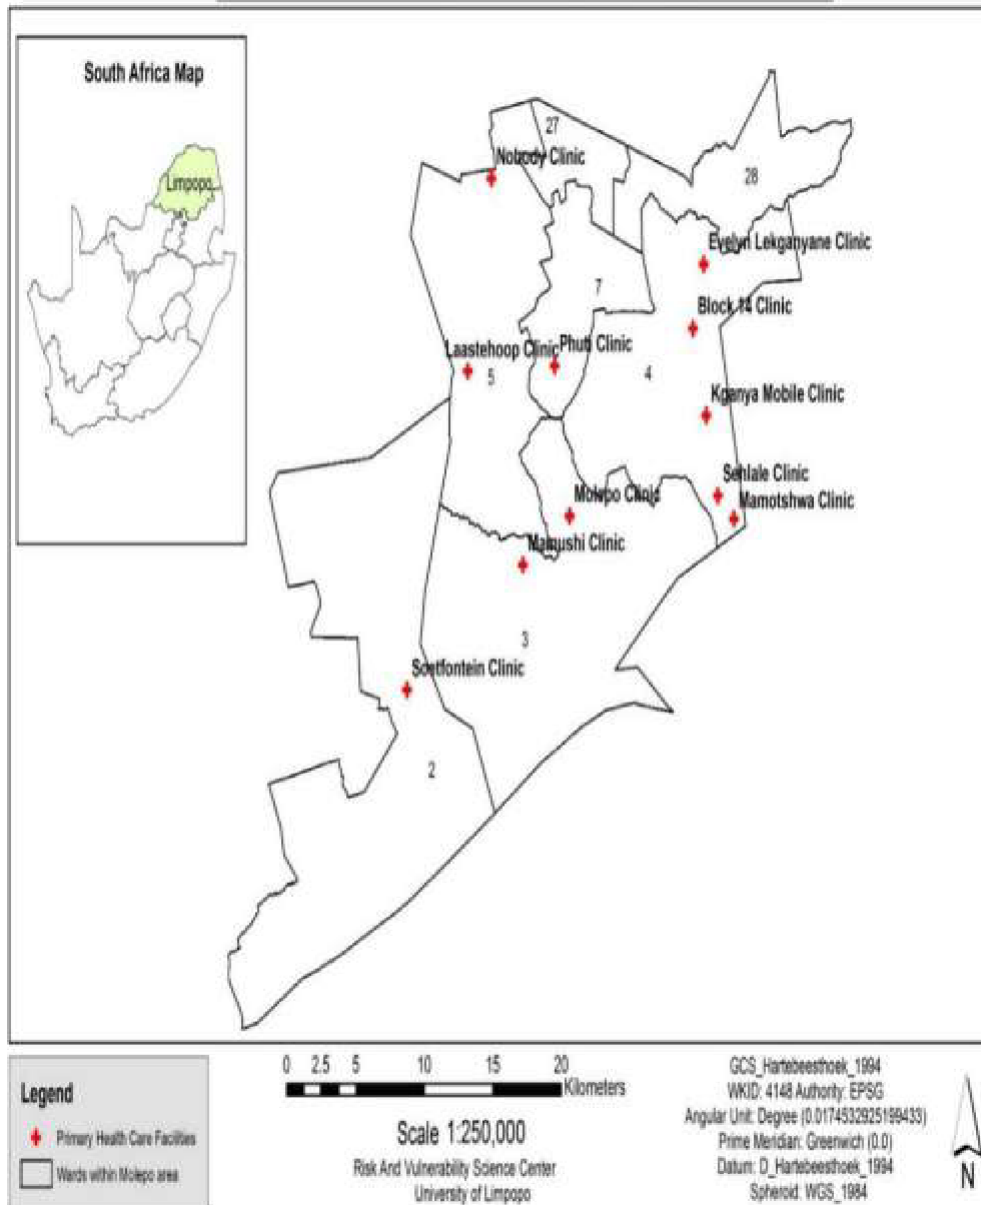 South Africa Map
Limpopo
27
Nobody Clinic
28
Evelyn Lekganyane Clinic
7
Block 14 Clinic
Laastehoop Clinic
Phuti Clinic
5
4
Kganya Mobile Clinic
Sehlale Clinic
Molepo Clinic
Mamotshwa Clinic
Mamushi Clinic
3
Soetfontein Clinic
2
Legend
Primary Health Care Facilities
Wards within Molepo area
0 2.5 5 10 15 20
Kilometers
Scale 1:250,000
Risk And Vulnerability Science Center
University of Limpopo
GCS_Hartebeesthoek_1994
WKID: 4148 Authority: EPSG
Angular Unit: Degree (0.0174532925199433)
Prime Meridian: Greenwich (0.0)
Datum: D_Hartebeesthoek_1994
Spheroid: WGS_1984
N